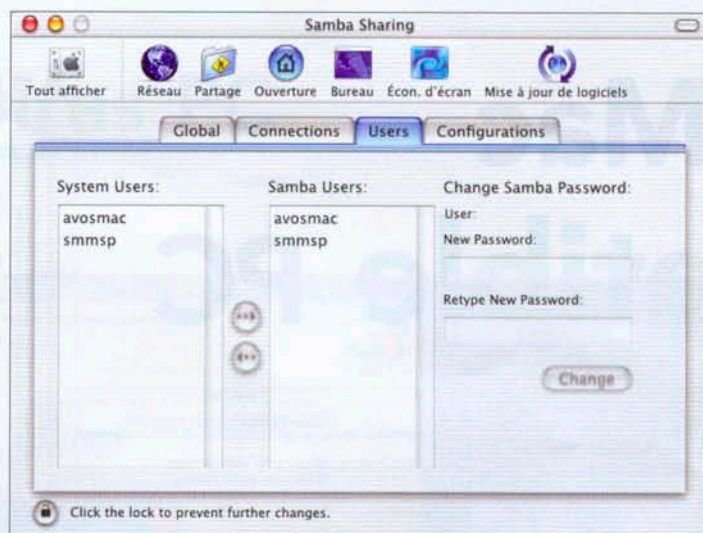 Samba Sharing
Tout afficher Réseau Partage Ouverture Bureau Écon. d'écran Mise à jour de logiciels
Global Connections Users Configurations
System Users: Samba Users: Change Samba Password:
avosmac avosmac User:
smmsp smmsp New Password:
Retype New Password:
Change
Click the lock to prevent further changes.